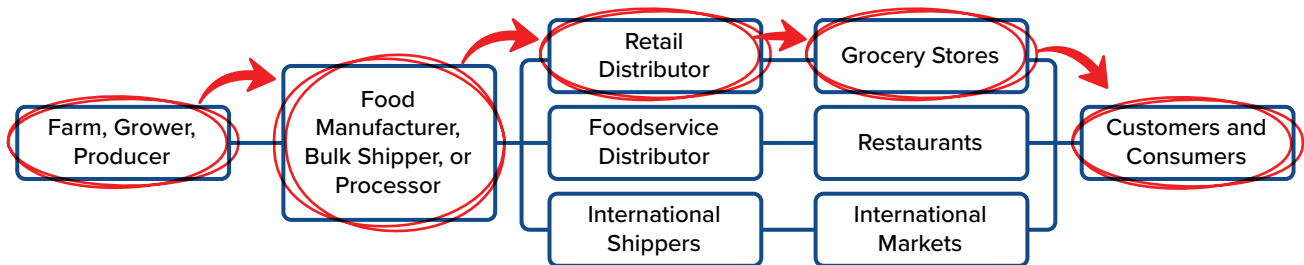 Farm, Grower,
Producer
Food
Manufacturer,
Bulk Shipper, or
Processor
Retail
Distributor
Grocery Stores
Foodservice
Distributor
Restaurants
International
Shippers
International
Markets
Customers and
Consumers